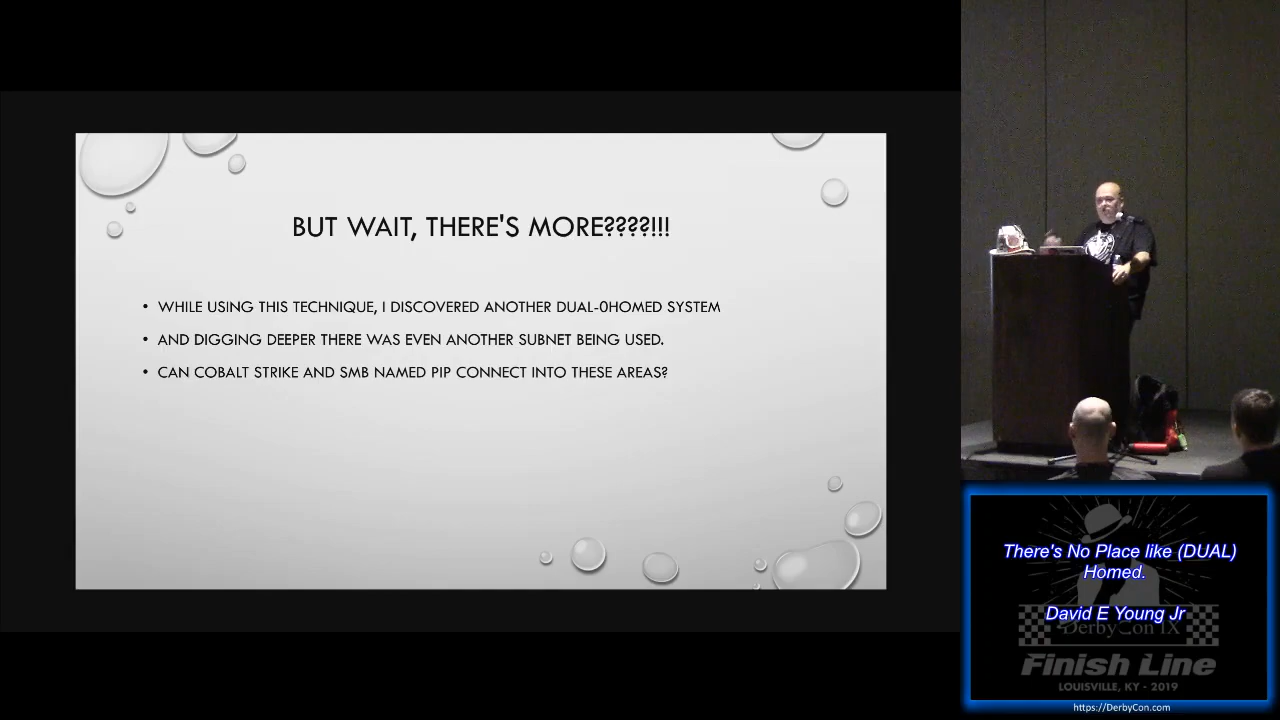 BUT WAIT, THERE'S MORE????!!!
• WHILE USING THIS TECHNIQUE, I DISCOVERED ANOTHER DUAL-0HOMED SYSTEM
• AND DIGGING DEEPER THERE WAS EVEN ANOTHER SUBNET BEING USED.
• CAN COBALT STRIKE AND SMB NAMED PIP CONNECT INTO THESE AREAS?
There's No Place like (DUAL)
Homed.
David E Young Jr
DerbyCon IX
Finish Line
LOUISVILLE, KY - 2019
https://DerbyCon.com